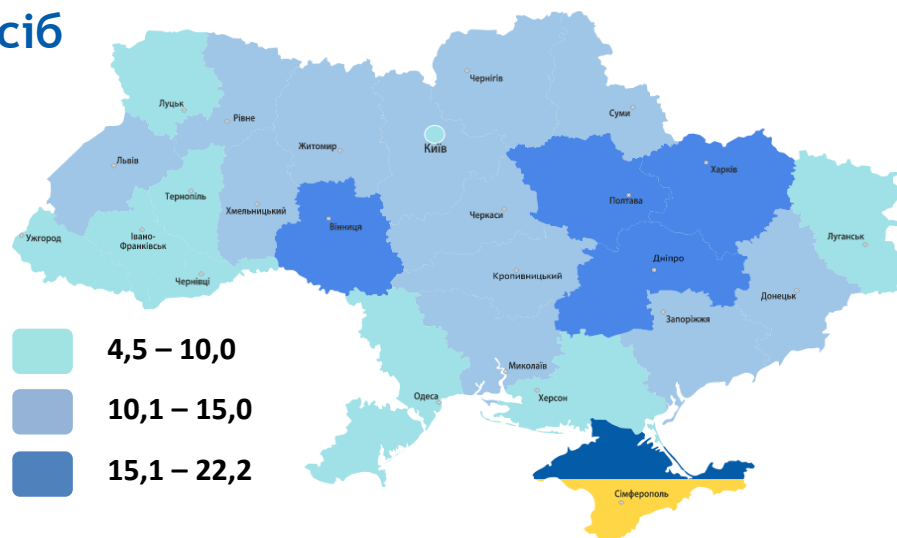 сіб
Чернігів
Луцьк
Суми
Рівне
Київ
Житомир
Львів
Харків
Тернопіль
Полтава
Хмельницький
Черкаси
Вінниця
Івано-
Франківськ
Ужгород
Луганськ
Дніпро
Чернівці
Кропивницький
Донецьк
Запоріжжя
4,5 – 10,0
Миколаїв
Одеса
Херсон
10,1 – 15,0
15,1 – 22,2
Сімферополь